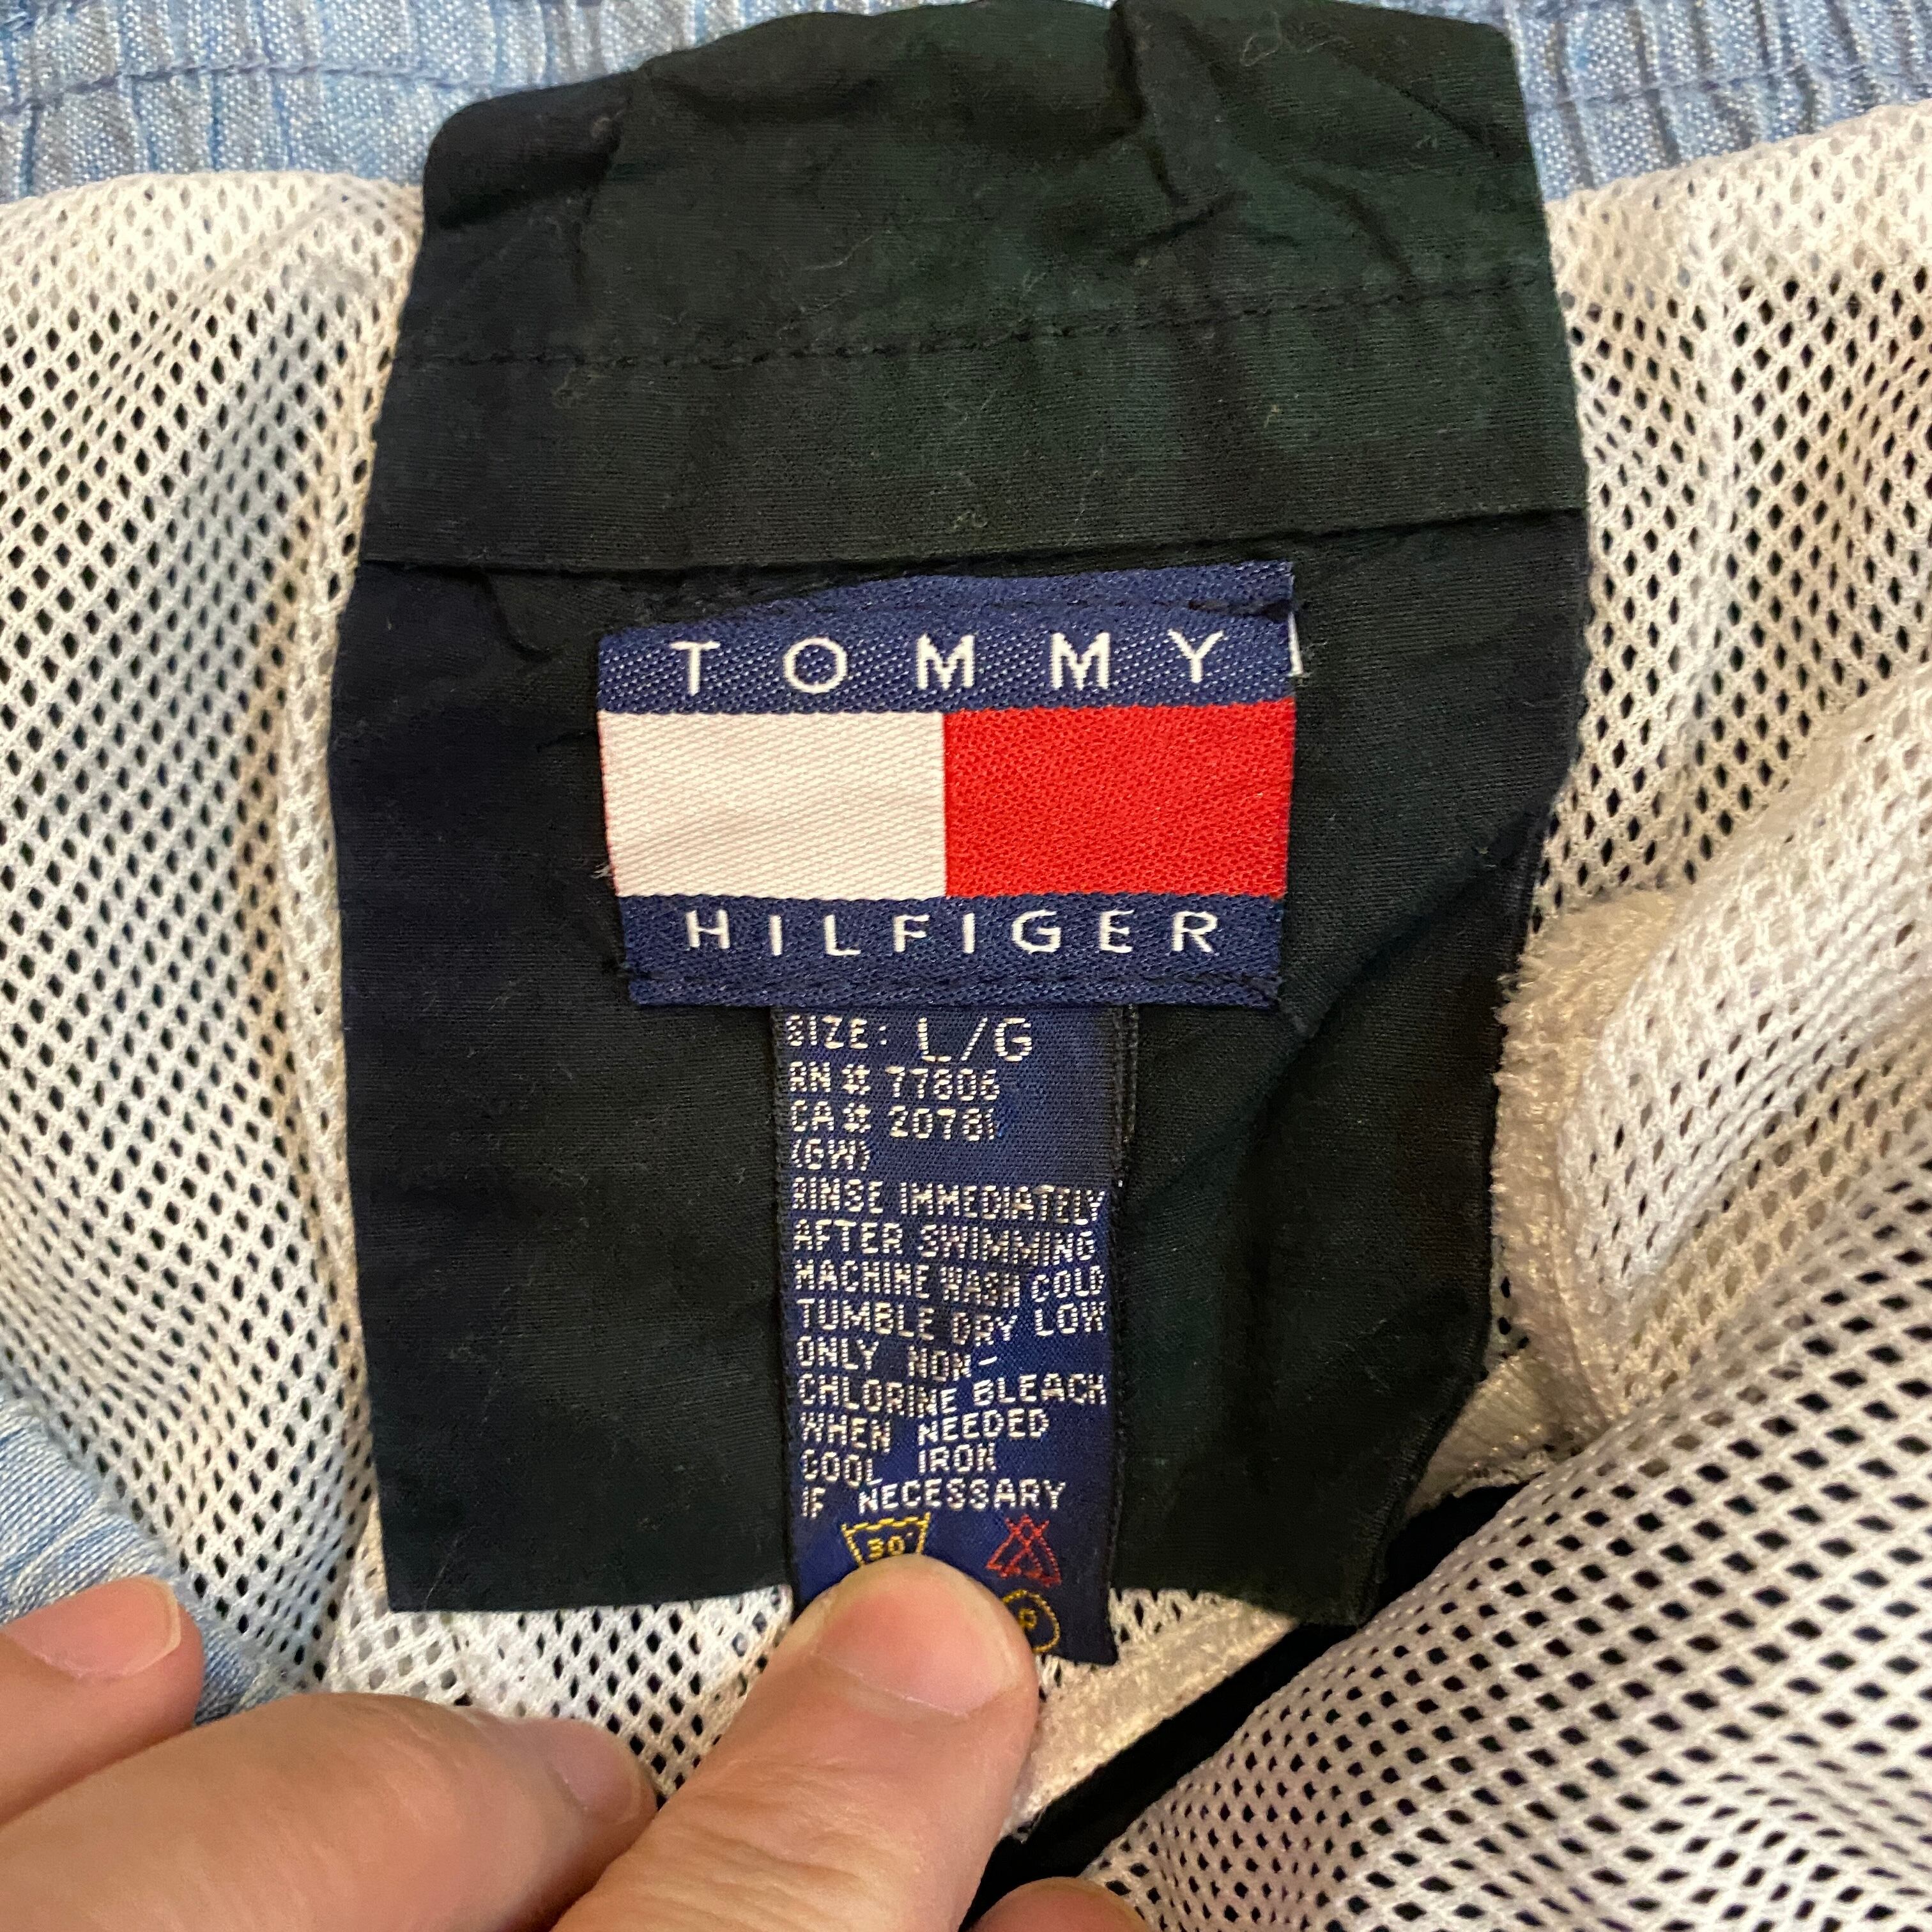 TOMMY
HILFIGER
SIZE: L/G
RN# 77806
CA# 20781
(GW)
RINSE IMMEDIATELY
AFTER SWIMMING
MACHINE WASH COLD
TUMBLE DRY LOW
ONLY NON-
CHLORINE BLEACH
WHEN NEEDED
COOL IRON
IF NECESSARY
30°